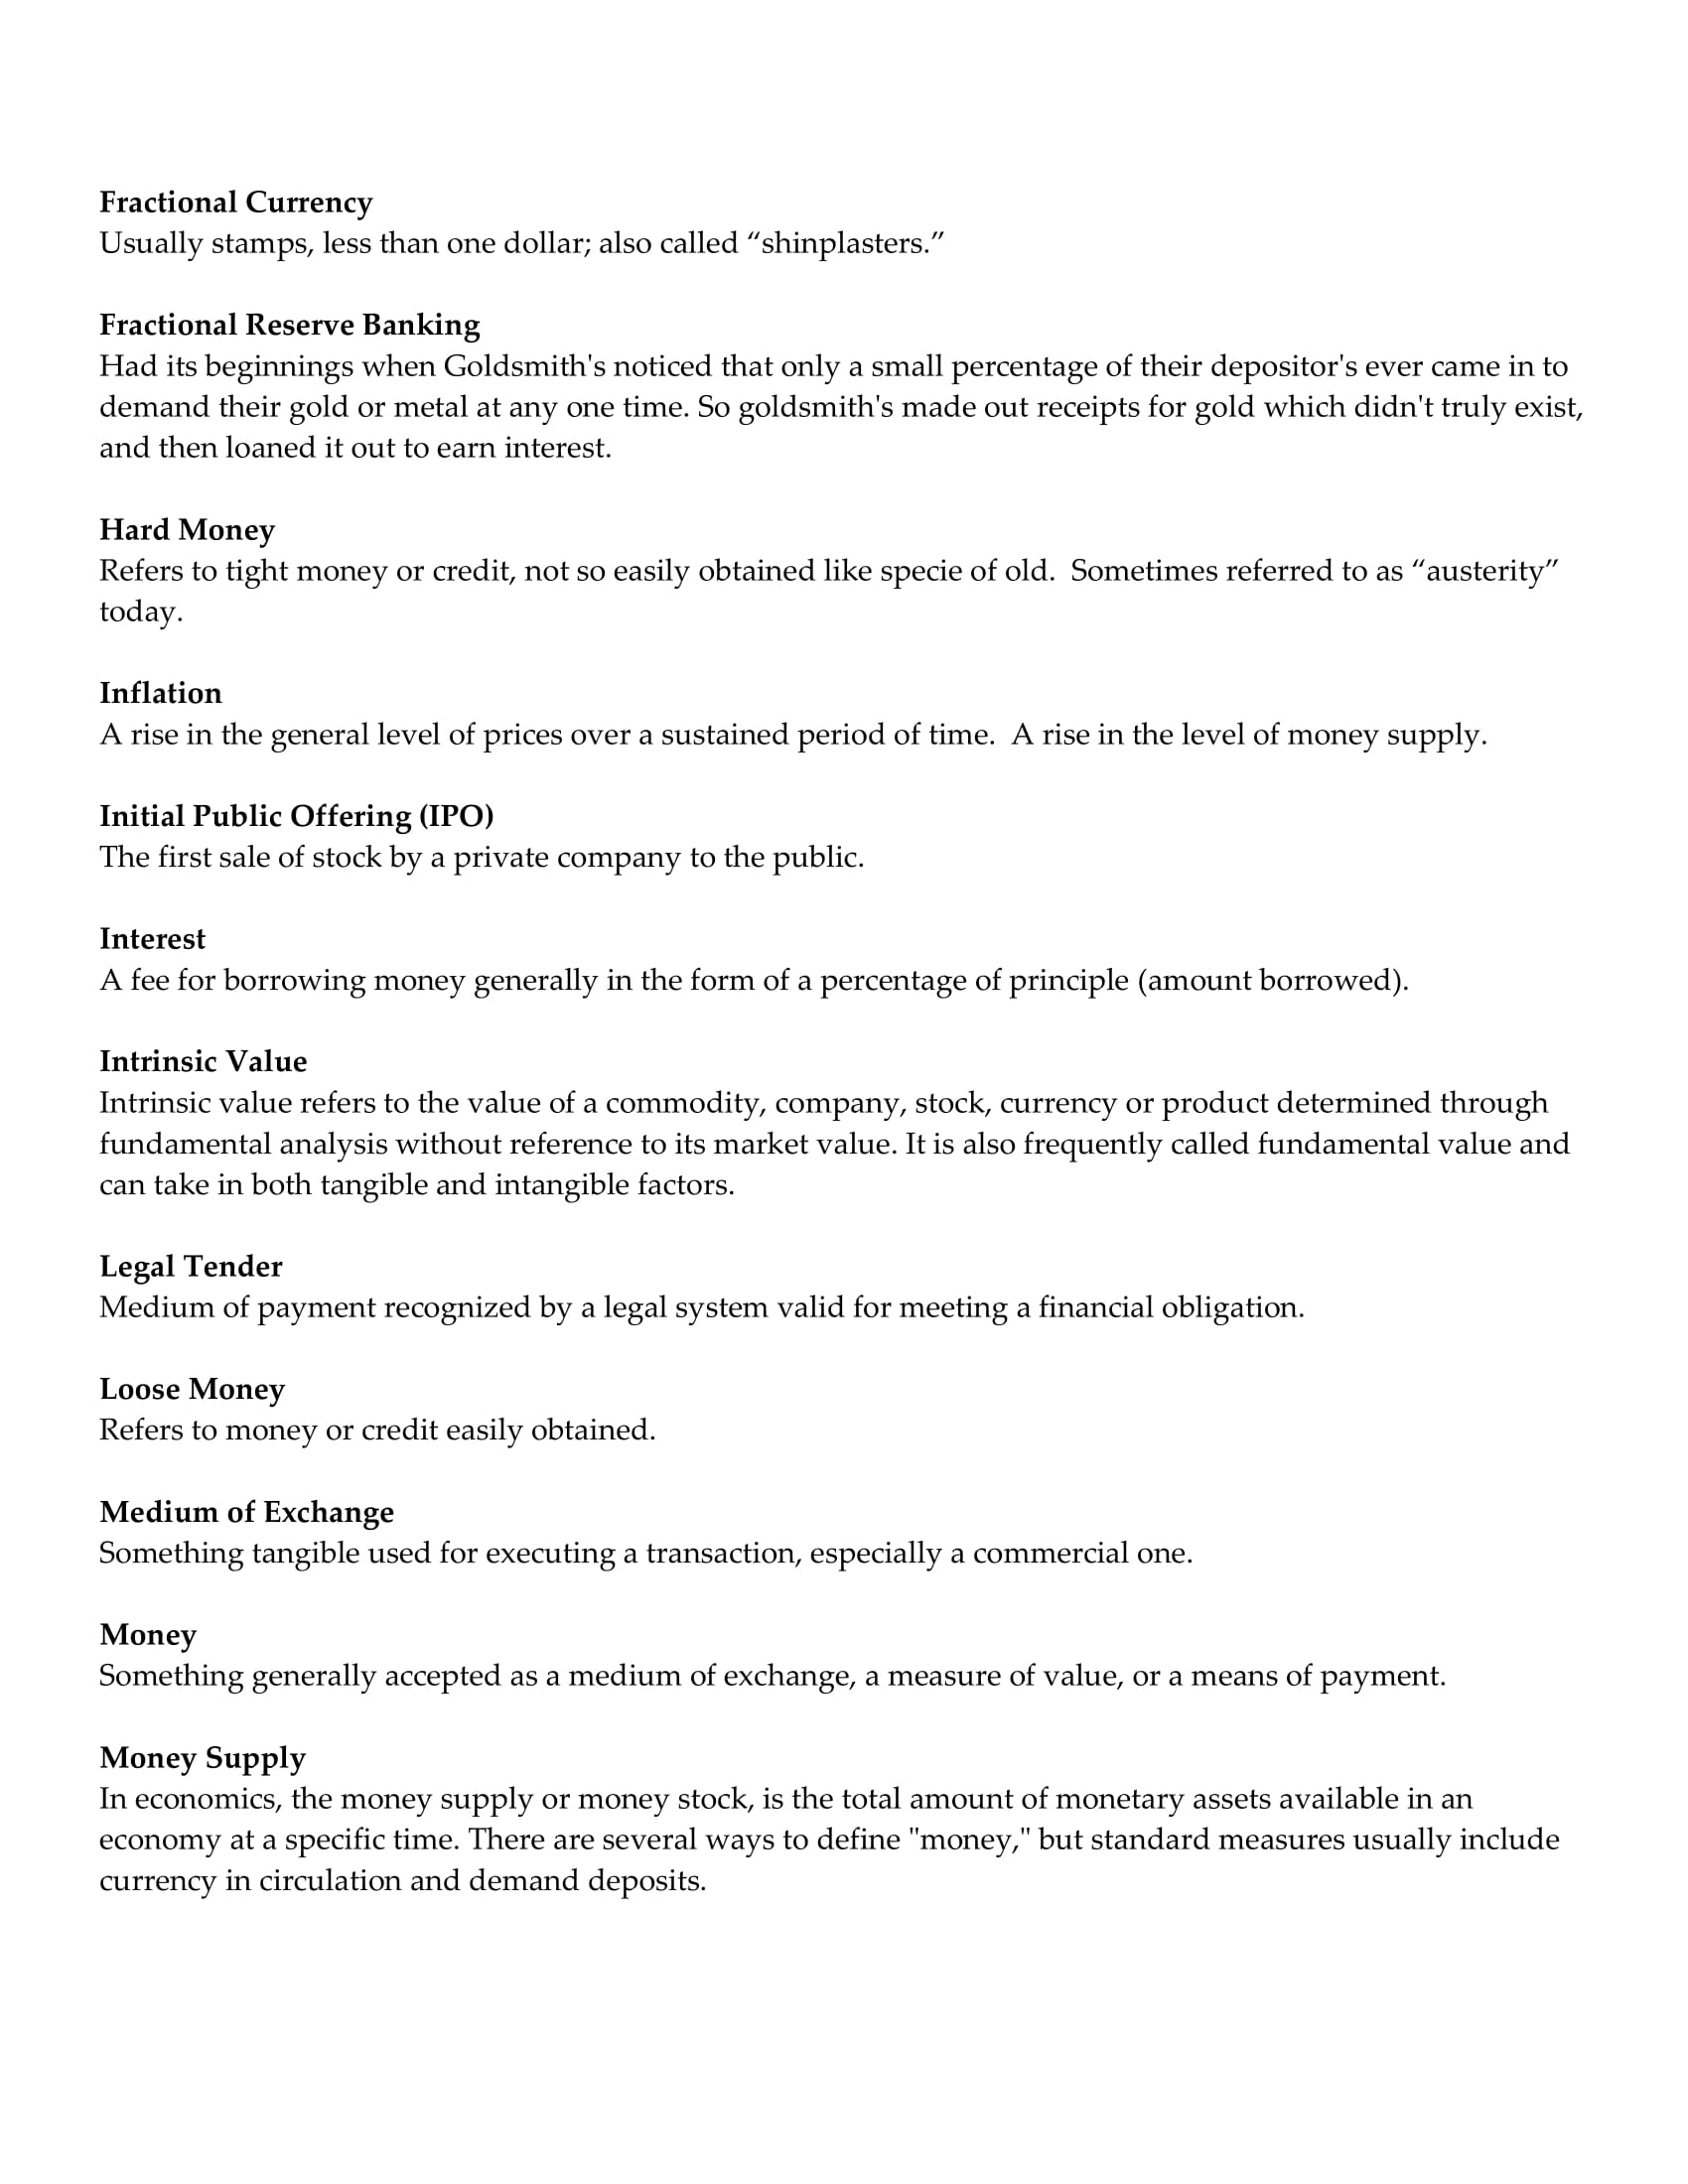 Fractional Currency
Usually stamps, less than one dollar; also called “shinplasters.”
Fractional Reserve Banking
Had its beginnings when Goldsmith's noticed that only a small percentage of their depositor's ever came in to
demand their gold or metal at any one time. So goldsmith's made out receipts for gold which didn't truly exist,
and then loaned it out to earn interest.
Hard Money
Refers to tight money or credit, not so easily obtained like specie of old.  Sometimes referred to as “austerity”
today.
Inflation
A rise in the general level of prices over a sustained period of time.  A rise in the level of money supply.
Initial Public Offering (IPO)
The first sale of stock by a private company to the public.
Interest
A fee for borrowing money generally in the form of a percentage of principle (amount borrowed).
Intrinsic Value
Intrinsic value refers to the value of a commodity, company, stock, currency or product determined through
fundamental analysis without reference to its market value. It is also frequently called fundamental value and
can take in both tangible and intangible factors.
Legal Tender
Medium of payment recognized by a legal system valid for meeting a financial obligation.
Loose Money
Refers to money or credit easily obtained.
Medium of Exchange
Something tangible used for executing a transaction, especially a commercial one.
Money
Something generally accepted as a medium of exchange, a measure of value, or a means of payment.
Money Supply
In economics, the money supply or money stock, is the total amount of monetary assets available in an
economy at a specific time. There are several ways to define "money," but standard measures usually include
currency in circulation and demand deposits.